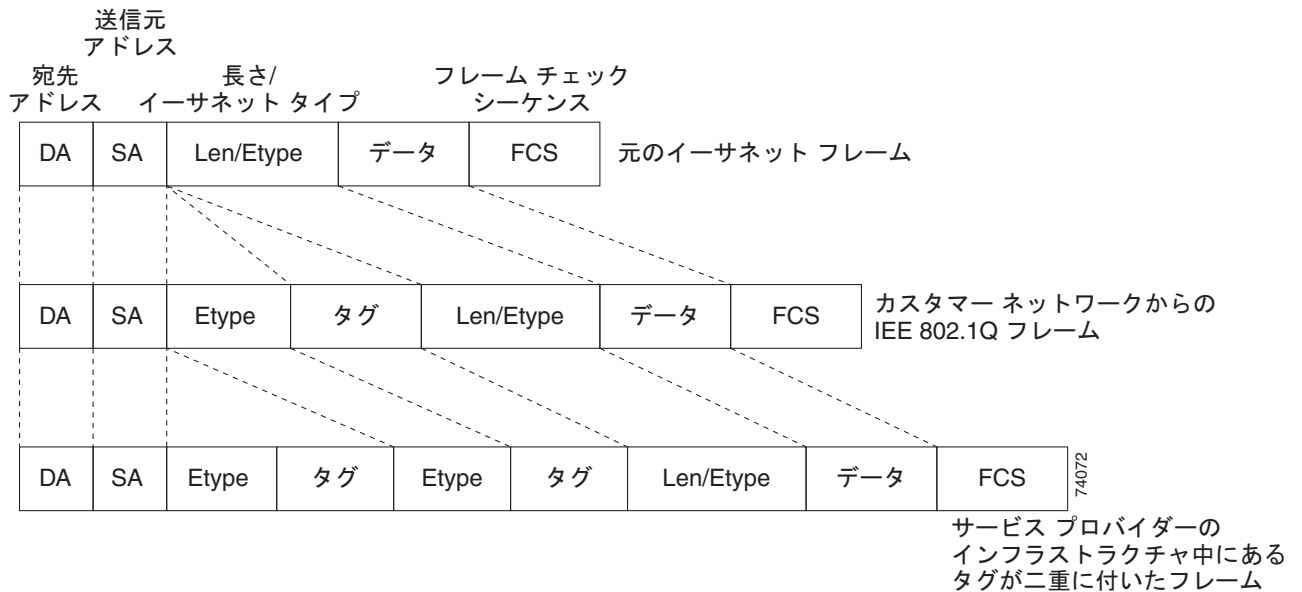 送信元
アドレス
宛先
アドレス
長さ/
イーサネット タイプ
フレーム チェック
シーケンス
DA SA Len/Etype データ FCS 元のイーサネット フレーム
DA SA Etype タグ Len/Etype データ FCS
カスタマー ネットワークからの
IEE 802.1Q フレーム
DA SA Etype タグ Etype タグ Len/Etype データ FCS
74072
サービス プロバイダーの
インフラストラクチャ中にある
タグが二重に付いたフレーム